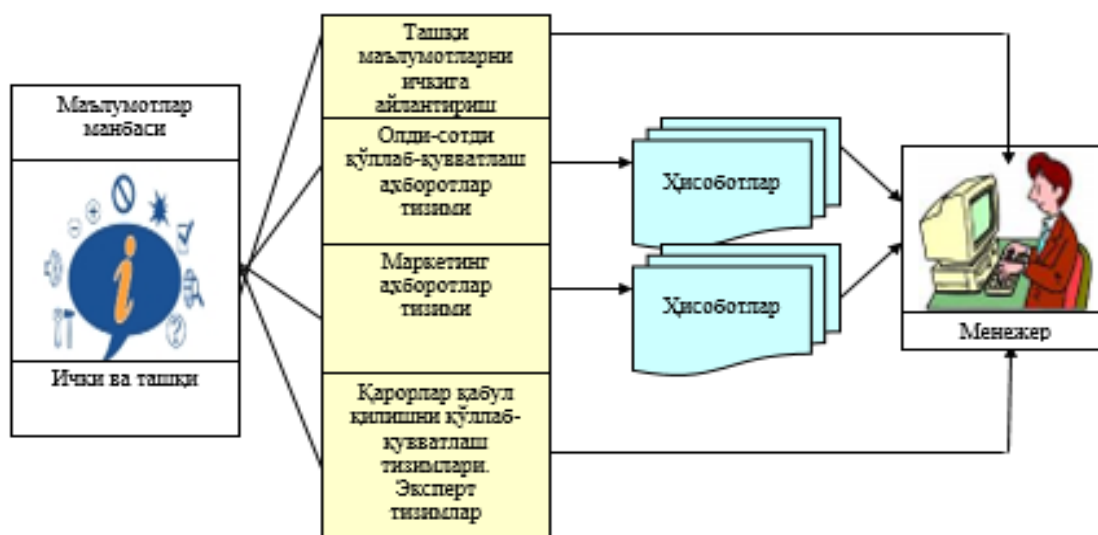 Маълумотлар
манбаси
Ички ва ташқи
Ташқи
маълумотларни
ичкига
айлантириш
Олди-сотди
қўллаб-қувватлаш
ахборотлар
тизими
Маркетинг
ахборотлар
тизими
Қарорлар қабул
қилишни қўллаб-
қувватлаш
тизимлари.
Эксперт
тизимлар
Ҳисоботлар
Ҳисоботлар
Менежер